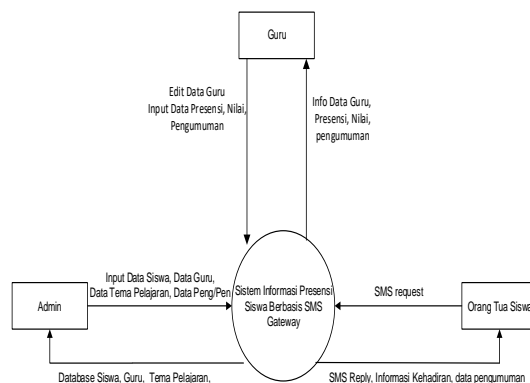 Guru
Edit Data Guru
Input Data Presensi, Nilai,
Pengumuman
Info Data Guru,
Presensi, Nilai,
pengumuman
Input Data Siswa, Data Guru,
Data Tema Pelajaran, Data Peng/Pen
Admin
Sistem Informasi Presensi
Siswa Berbasis SMS
Gateway
SMS request
Orang Tua Siswa
Database Siswa, Guru, Tema Pelajaran,
SMS Reply, Informasi Kehadiran, data pengumuman